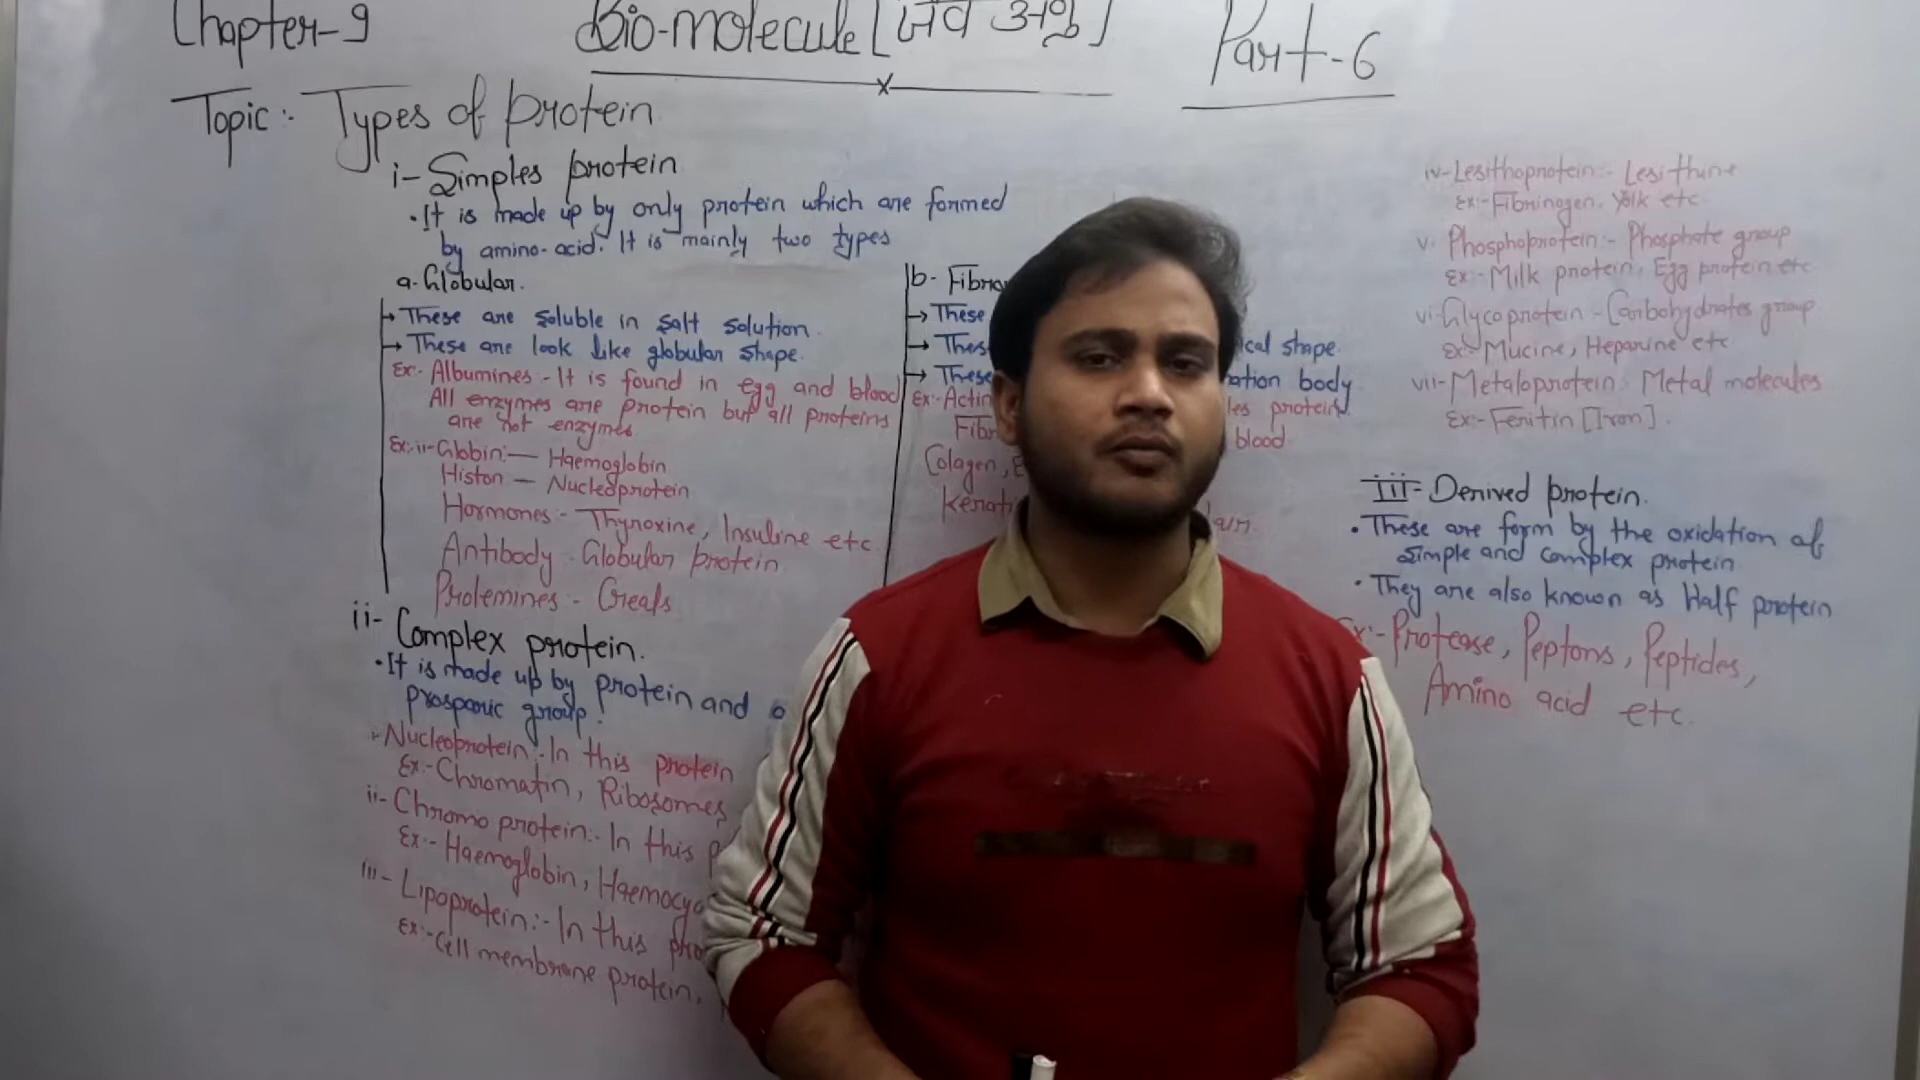 Chapter-9
Bio-molecule [जैव अणु]
Part-6
Topic:- Types of protein
i- Simples protein
• It is made up by only protein which are formed
by amino-acid. It is mainly two types
a- Globular.
→ These are soluble in salt solution.
→ These are look like globular shape.
Ex:- Albumines - It is found in egg and blood
All enzymes are protein but all proteins
are not enzymes
Ex:-ii-Globin:— Haemoglobin
Histon — Nucleoprotein
Hormones:- Thyroxine, Insuline etc
Antibody - Globular protein
Prolemines - Creals
b- Fibro
→ These
→ These
cal shape.
→ These
ation body.
Ex:- Actin
les protein.
Fibr
blood
Colagen, E
Kerati
ii- Complex protein.
• It is made up by protein and
prosparic group.
i- Nucleoprotein:- In this protein
Ex:- Chromatin, Ribosomes
ii- Chromo protein:- In this p
Ex:- Haemoglobin, Haemocya
iii- Lipoprotein:- In this pro
Ex:- Cell membrane protein,
iv- Lesithoprotein:- Lesithine
Ex:- Fibrinogen, Yolk etc
v. Phosphoprotein:- Phosphate group
Ex:- Milk protein, Egg protein etc
vi- Glycoprotein - Carbohydrates group
Ex:- Mucine, Heparine etc
vii- Metaloprotein: Metal molecules
Ex:- Feritin [Iron].
III- Derived protein.
• These are form by the oxidation of
simple and complex protein
• They are also known as Half protein
Ex:- Protease, Peptons, Peptides,
Amino acid etc.